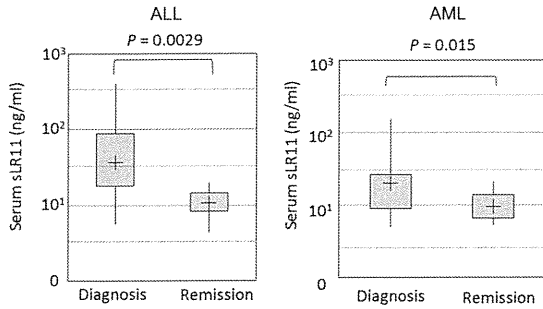 ALL
P = 0.0029
Serum sLR11 (ng/ml)
10³
10²
10¹
0
Diagnosis Remission
AML
P = 0.015
Serum sLR11 (ng/ml)
10³
10²
10¹
0
Diagnosis Remission